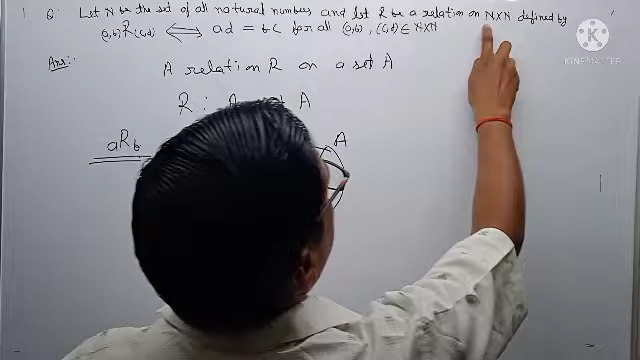 1 Q: Let N be the set of all natural numbers and let R be a relation on N×N defined by
(a,b) R (c,d) ⟺ ad = bc for all (a,b), (c,d) ∈ N×N
Ans:- A relation R on a set A
R : A
aRb A
KINEMASTER